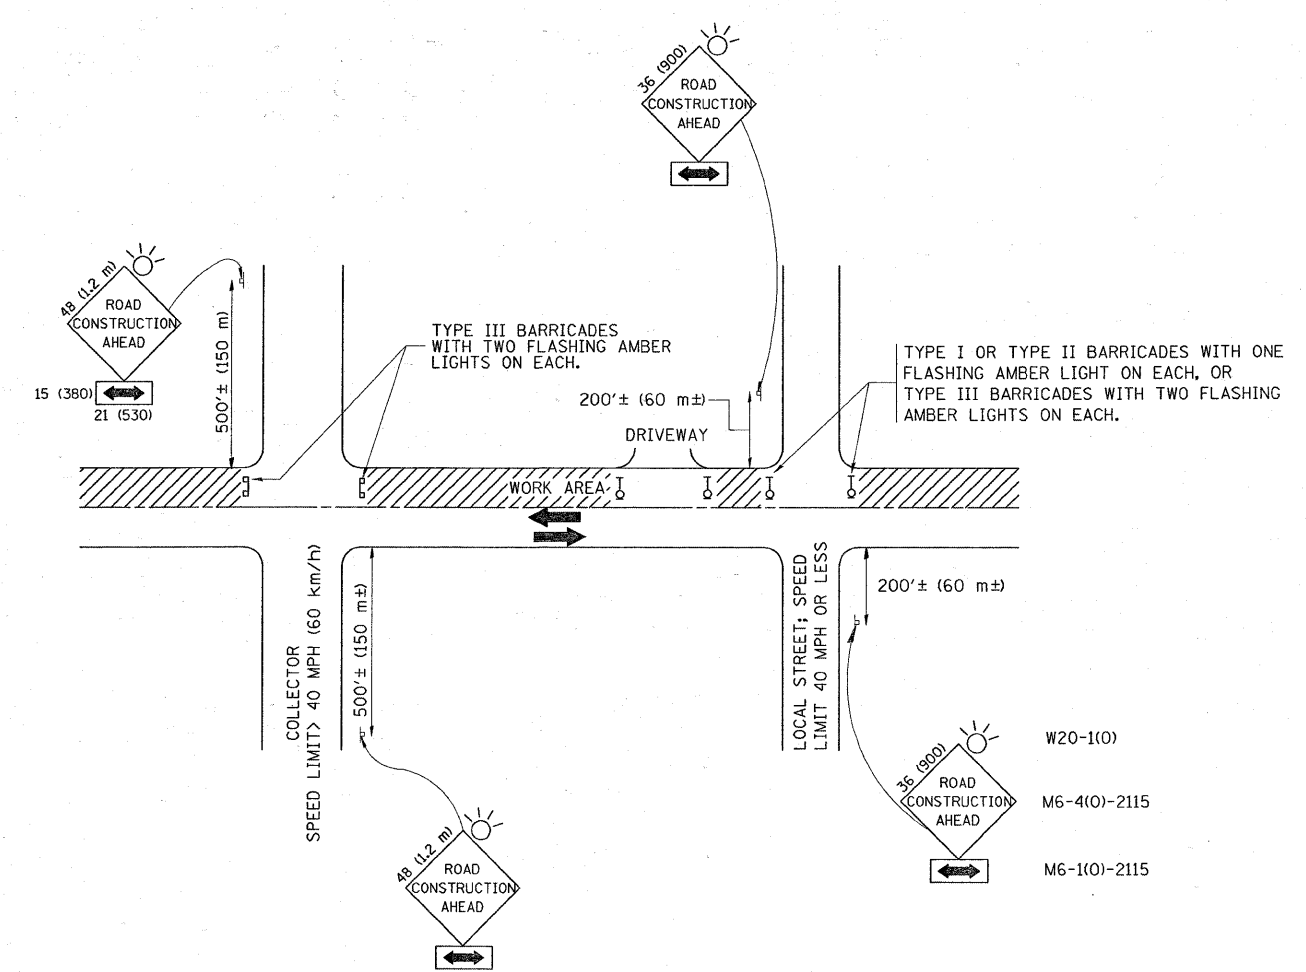 36 (900)
ROAD
CONSTRUCTION
AHEAD
48 (1.2 m)
ROAD
CONSTRUCTION
AHEAD
15 (380)
21 (530)
500'± (150 m)
TYPE III BARRICADES
WITH TWO FLASHING AMBER
LIGHTS ON EACH.
200'± (60 m±)
DRIVEWAY
TYPE I OR TYPE II BARRICADES WITH ONE
FLASHING AMBER LIGHT ON EACH, OR
TYPE III BARRICADES WITH TWO FLASHING
AMBER LIGHTS ON EACH.
WORK AREA
COLLECTOR
SPEED LIMIT> 40 MPH (60 km/h)
500'± (150 m±)
LOCAL STREET; SPEED
LIMIT 40 MPH OR LESS
200'± (60 m±)
48 (1.2 m)
ROAD
CONSTRUCTION
AHEAD
36 (900)
ROAD
CONSTRUCTION
AHEAD
W20-1(O)
M6-4(O)-2115
M6-1(O)-2115